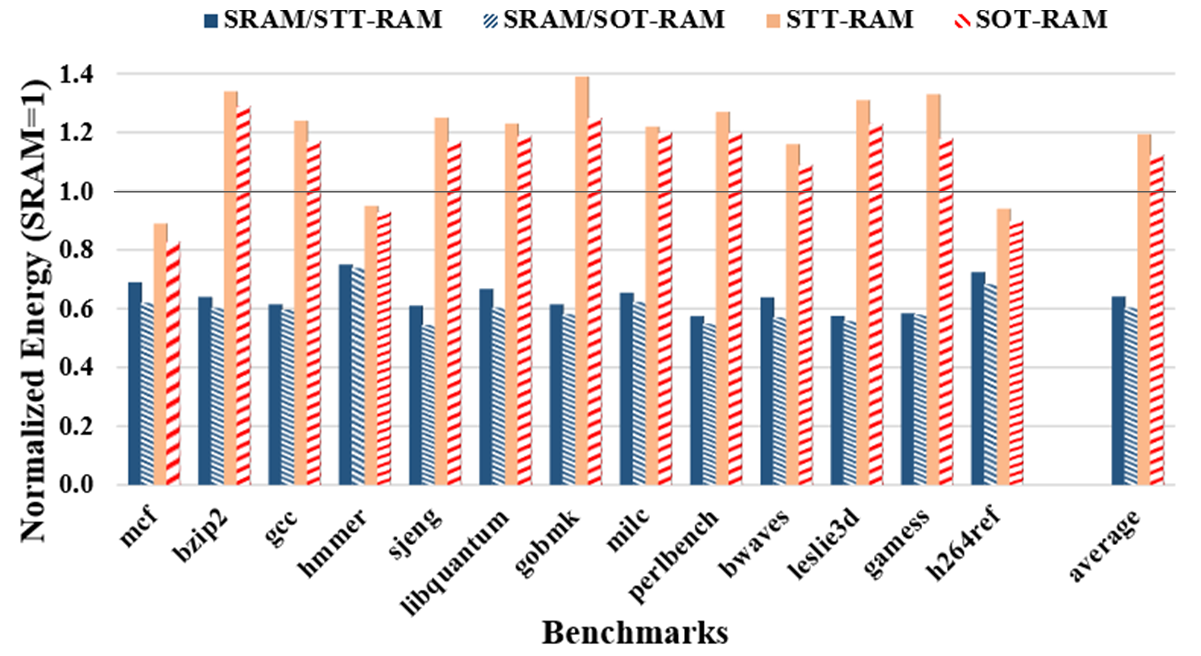 SRAM/STT-RAM SRAM/SOT-RAM STT-RAM SOT-RAM
Normalized Energy (SRAM=1)
1.4
1.2
1.0
0.8
0.6
0.4
0.2
0.0
mcf
bzip2
gcc
hmmer
sjeng
libquantum
gobmk
milc
perlbench
bwaves
leslie3d
gamess
h264ref
average
Benchmarks